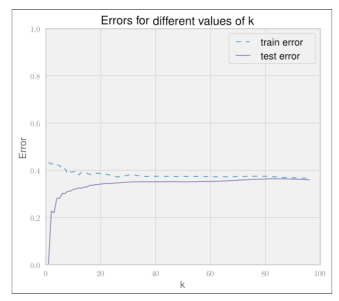 Errors for different values of k
1.0
train error
test error
0.8
0.6
Error
0.4
0.2
0.0
0 20 40 60 80 100
k